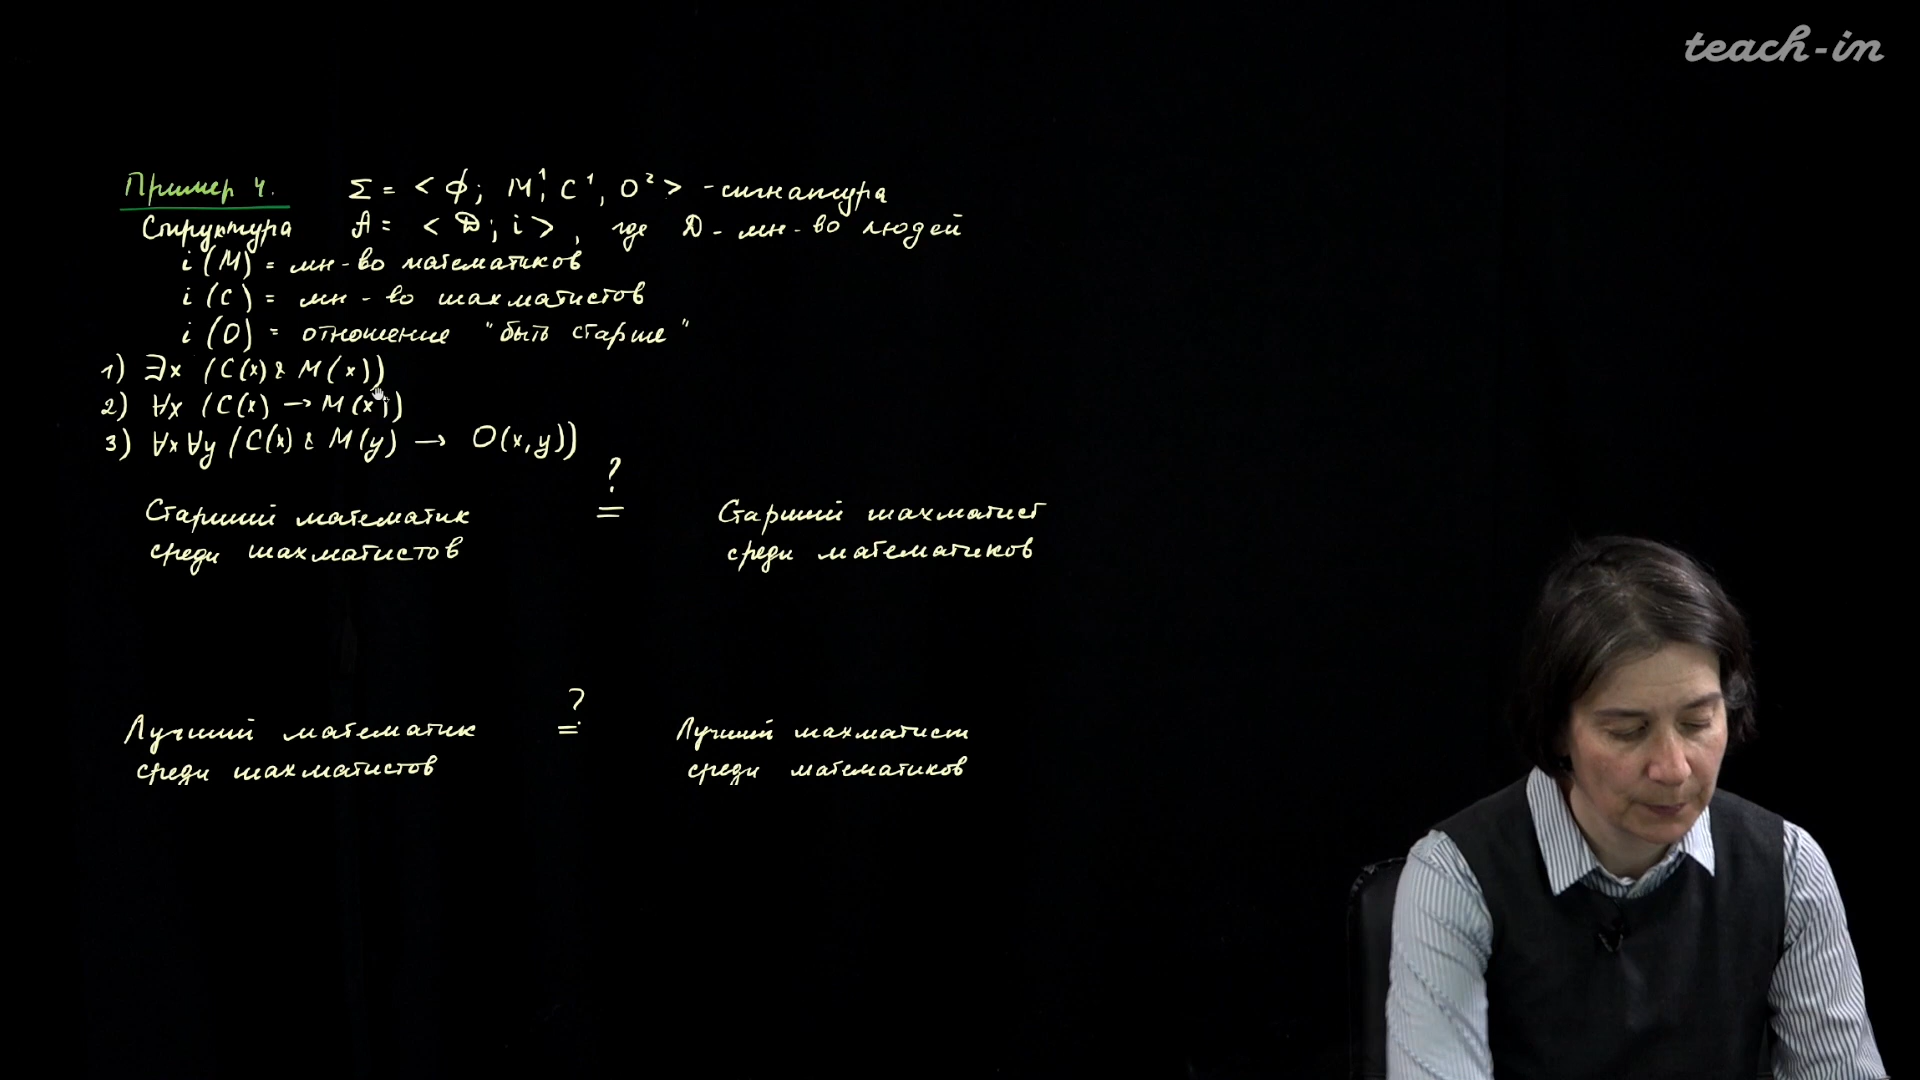 teach-in
Пример 4. Σ = < ϕ; M¹, C¹, O² > - сигнатура
Структура A = < D; i >, где D - мн-во людей
i (M) = мн-во математиков
i (C) = мн-во шахматистов
i (O) = отношение "быть старше"
1) ∃x (C(x) & M(x))
2) ∀x (C(x) → M(x))
3) ∀x ∀y (C(x) & M(y) → O(x,y))
Старший математик ?= Старший шахматист
среди шахматистов среди математиков
Лучший математик ?= Лучший шахматист
среди шахматистов среди математиков